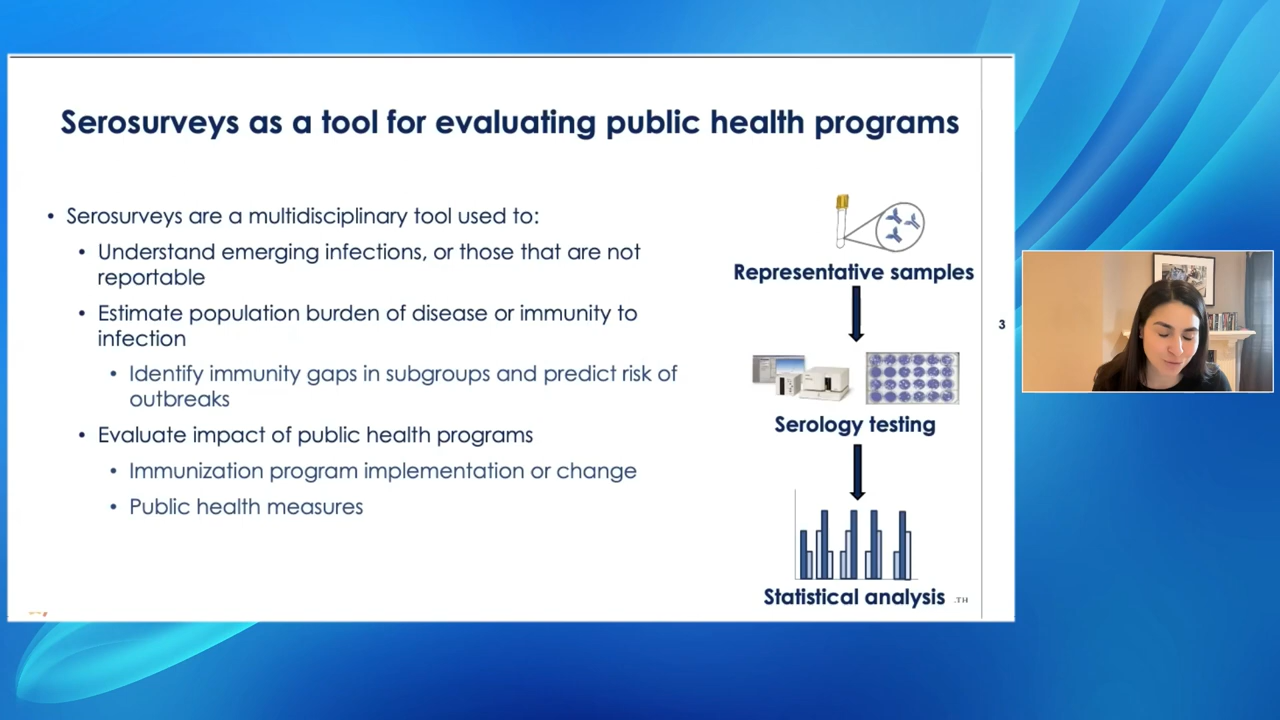 Serosurveys as a tool for evaluating public health programs
• Serosurveys are a multidisciplinary tool used to:
• Understand emerging infections, or those that are not
reportable
• Estimate population burden of disease or immunity to
infection
• Identify immunity gaps in subgroups and predict risk of
outbreaks
• Evaluate impact of public health programs
• Immunization program implementation or change
• Public health measures
Representative samples
Serology testing
Statistical analysis
.TH
3